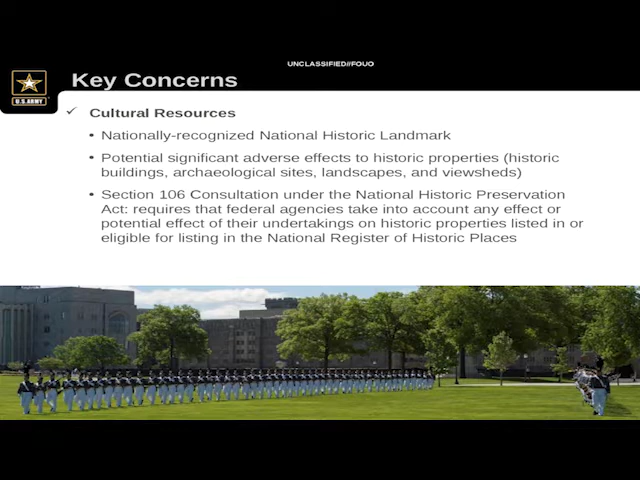 UNCLASSIFIED//FOUO
Key Concerns
U.S.ARMY
Cultural Resources
• Nationally-recognized National Historic Landmark
• Potential significant adverse effects to historic properties (historic
buildings, archaeological sites, landscapes, and viewsheds)
• Section 106 Consultation under the National Historic Preservation
Act: requires that federal agencies take into account any effect or
potential effect of their undertakings on historic properties listed in or
eligible for listing in the National Register of Historic Places